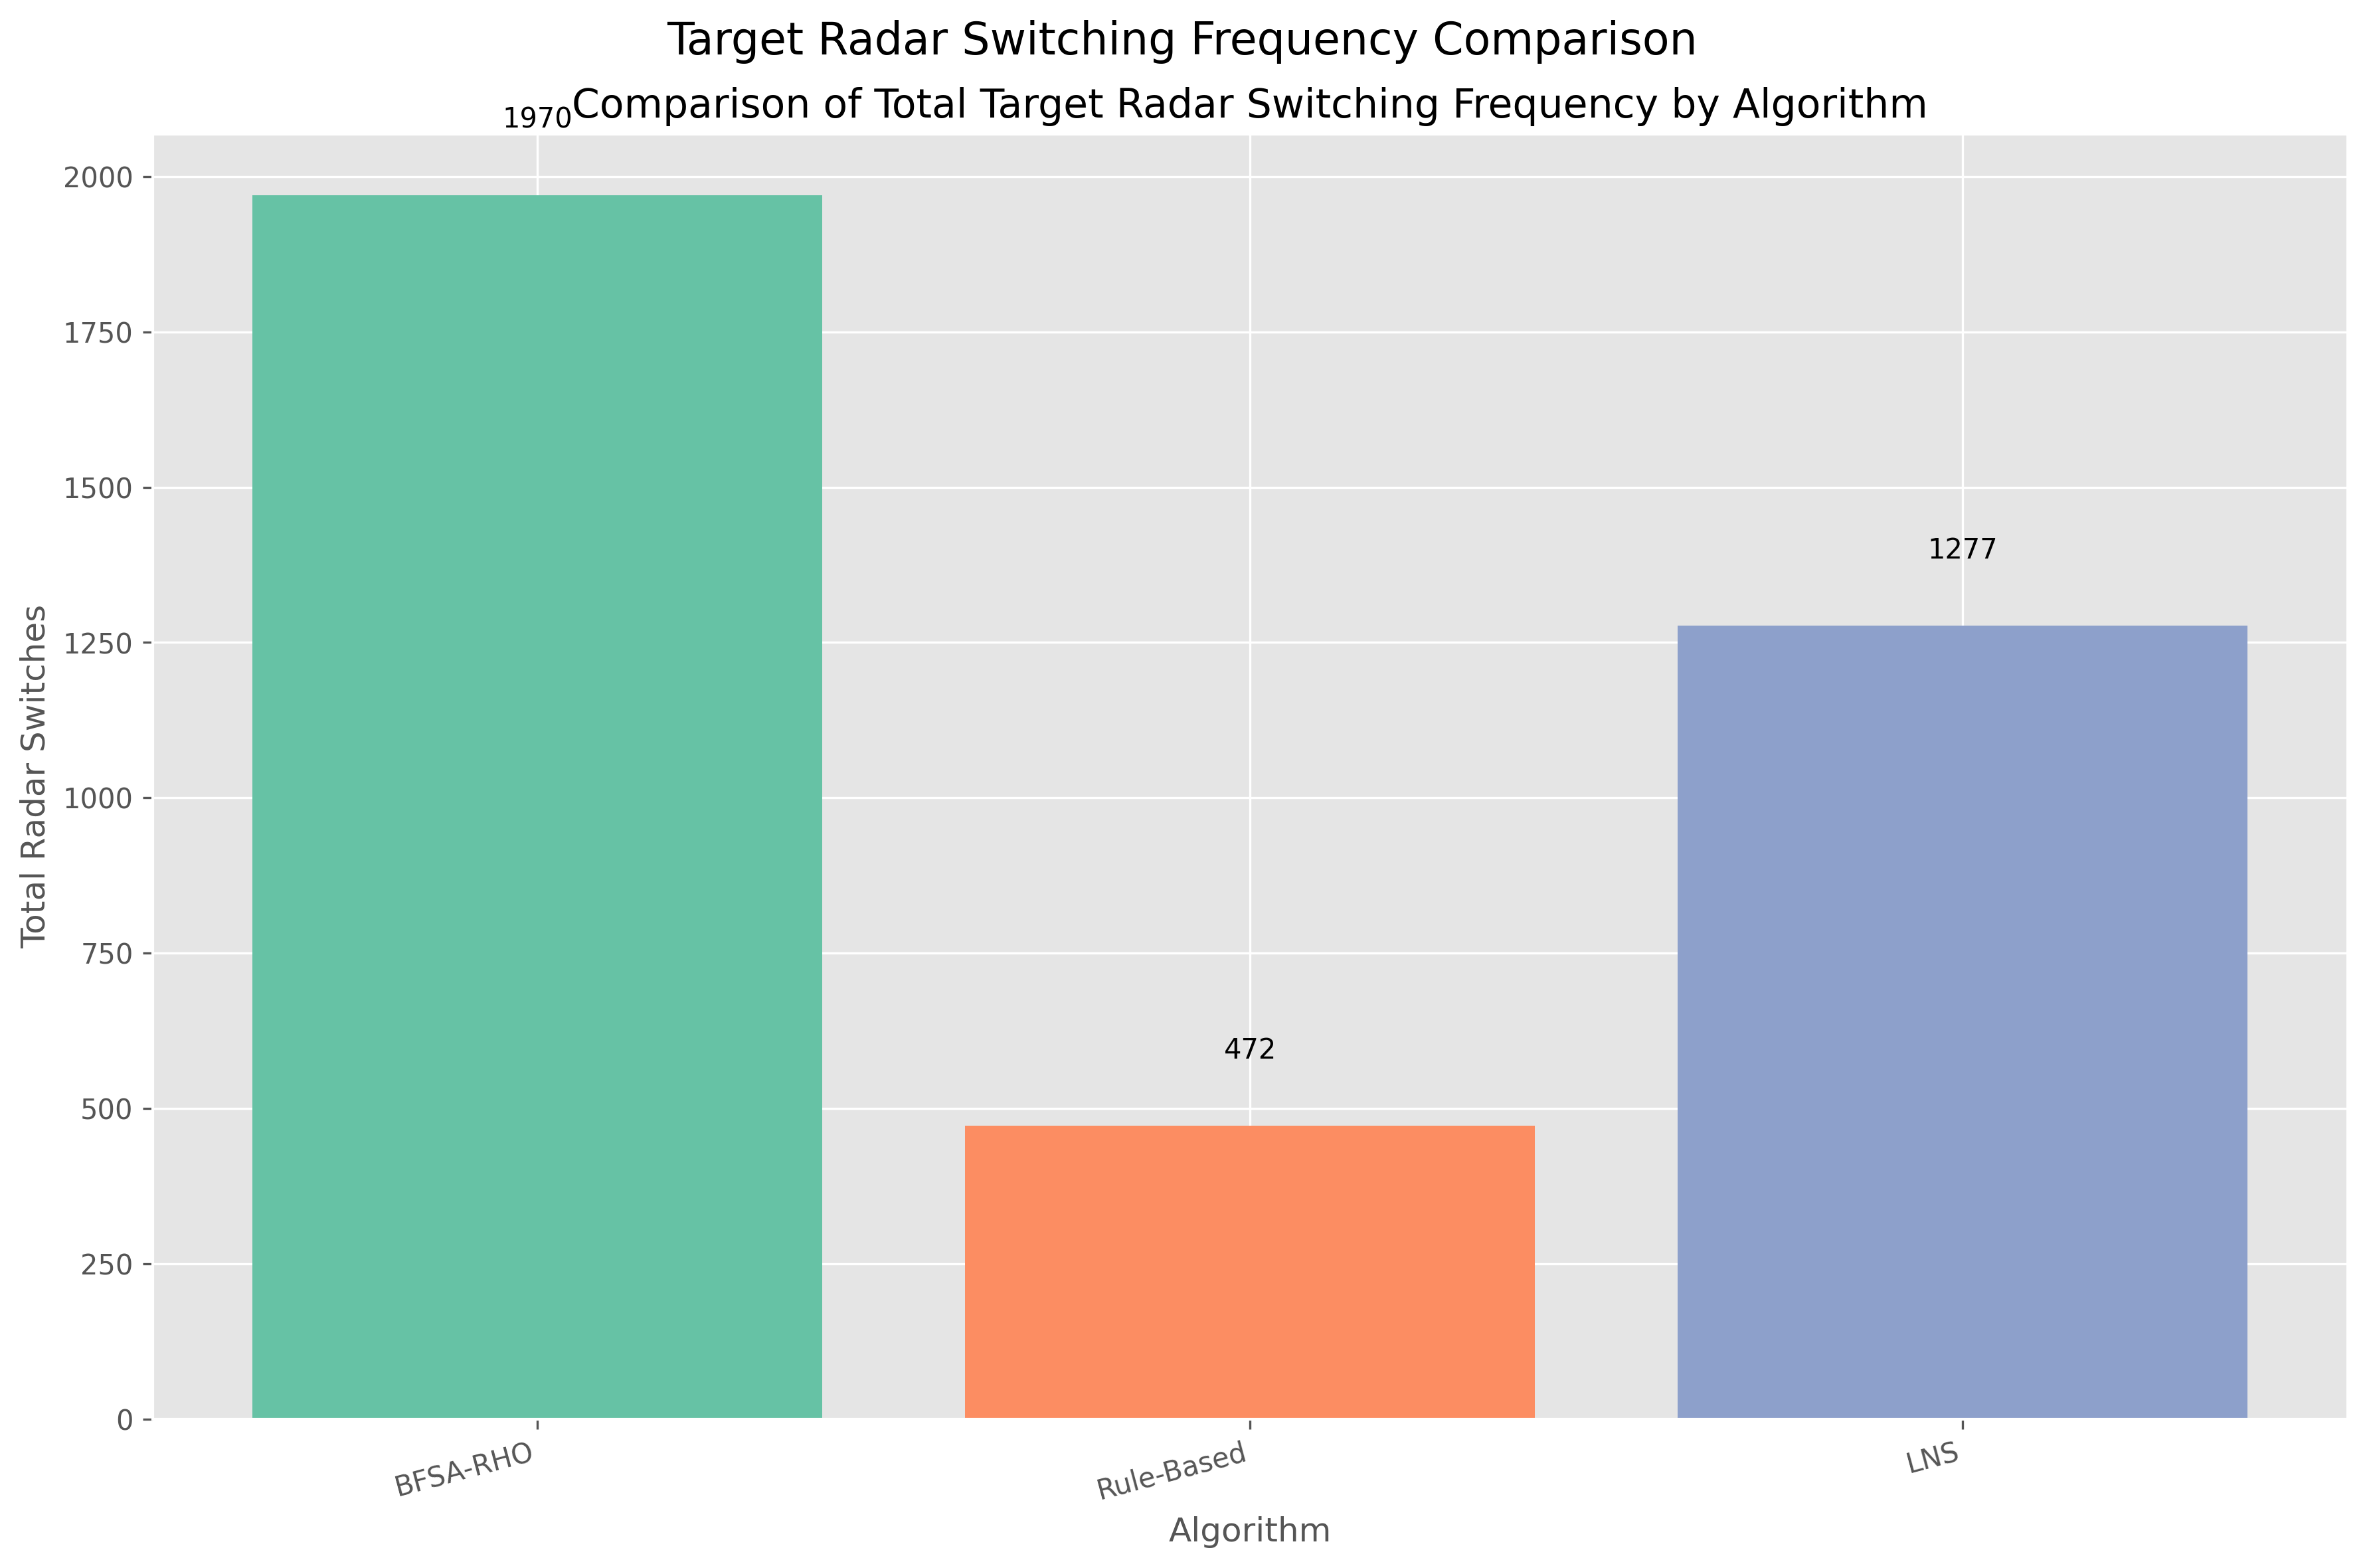 Target Radar Switching Frequency Comparison
Comparison of Total Target Radar Switching Frequency by Algorithm
1970
2000
1750
1500
1277
1250
1000
750
472
500
250
0
Total Radar Switches
BFSA-RHO
Rule-Based
LNS
Algorithm